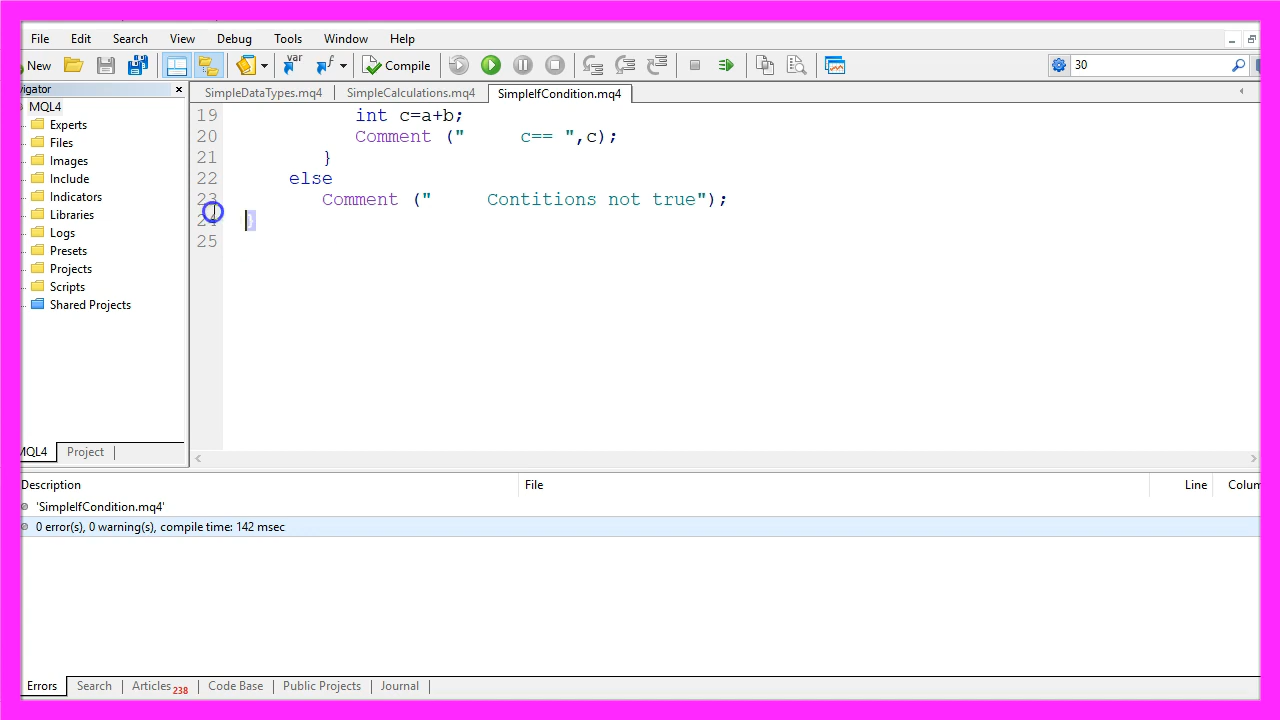 File Edit Search View Debug Tools Window Help
New var Compile 30
vigator
MQL4
Experts
Files
Images
Include
Indicators
Libraries
Logs
Presets
Projects
Scripts
Shared Projects
MQL4 Project
SimpleDataTypes.mq4 SimpleCalculations.mq4 SimpleIfCondition.mq4
19 int c=a+b;
20 Comment (" c== ",c);
21 }
22 else
23 Comment (" Contitions not true");
24 }
25
Description File Line Colum
'SimpleIfCondition.mq4'
0 error(s), 0 warning(s), compile time: 142 msec
Errors Search Articles 238 Code Base Public Projects Journal